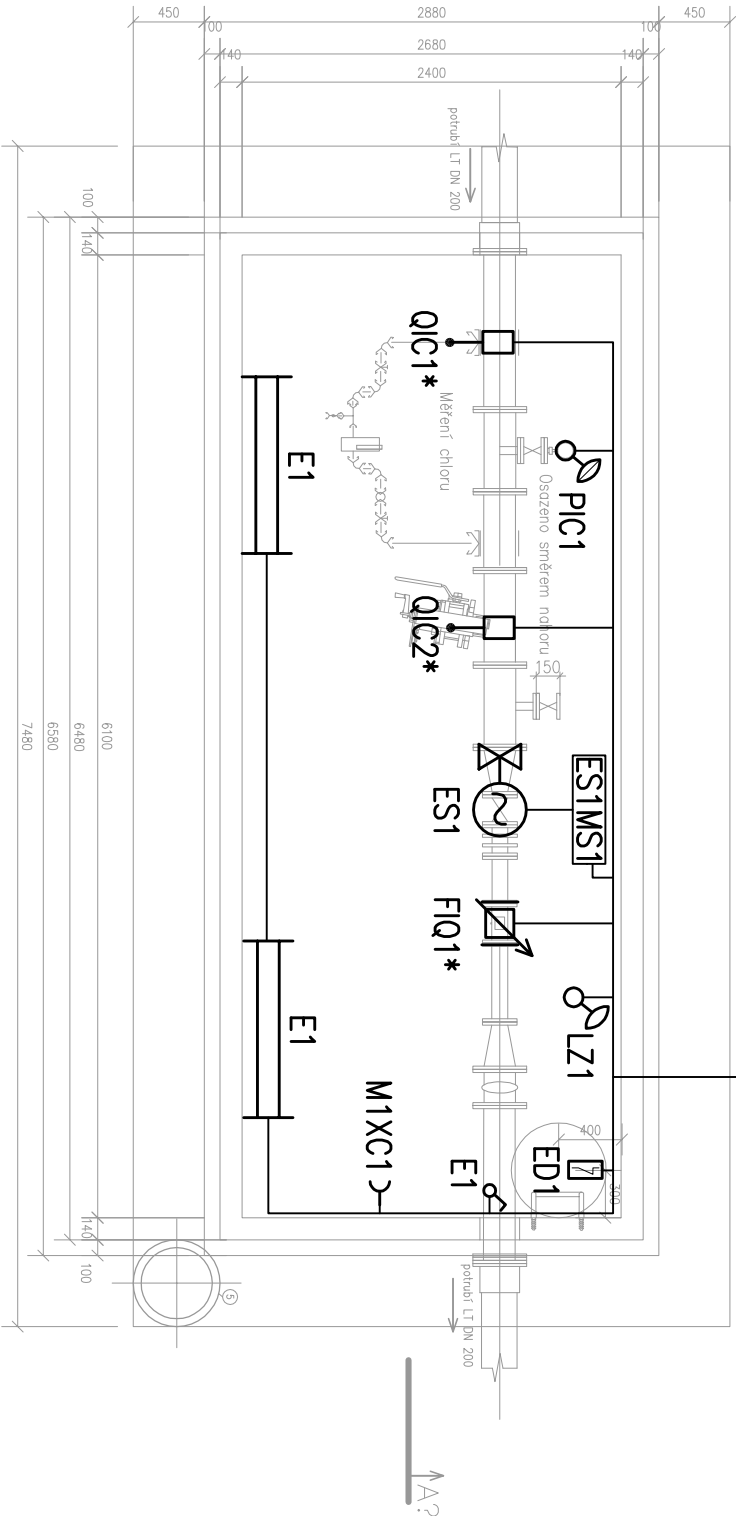 450
2880
450
100
2680
100
140
2400
140
potrubí LT DN 200
100
140
QIC1*
Měření chloru
E1
PIC1
Osazeno směrem nahoru
QIC2*
150
7480
6580
6480
6100
ES1MS1
ES1
FIQ1*
LZ1
E1
M1XC1
E1
ED1
400
300
140
100
5
potrubí LT DN 200
A?